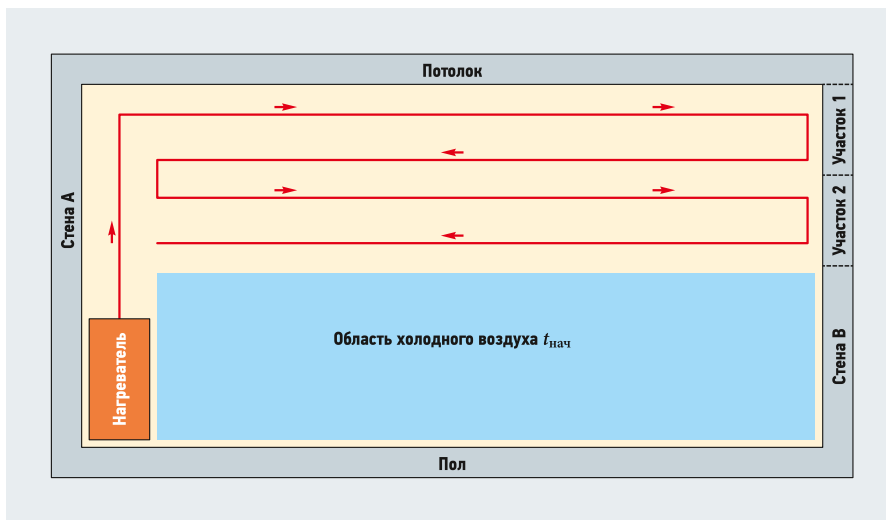 Потолок
Стена А
Участок 1
Участок 2
Стена В
Нагреватель
Область холодного воздуха tнач
Пол